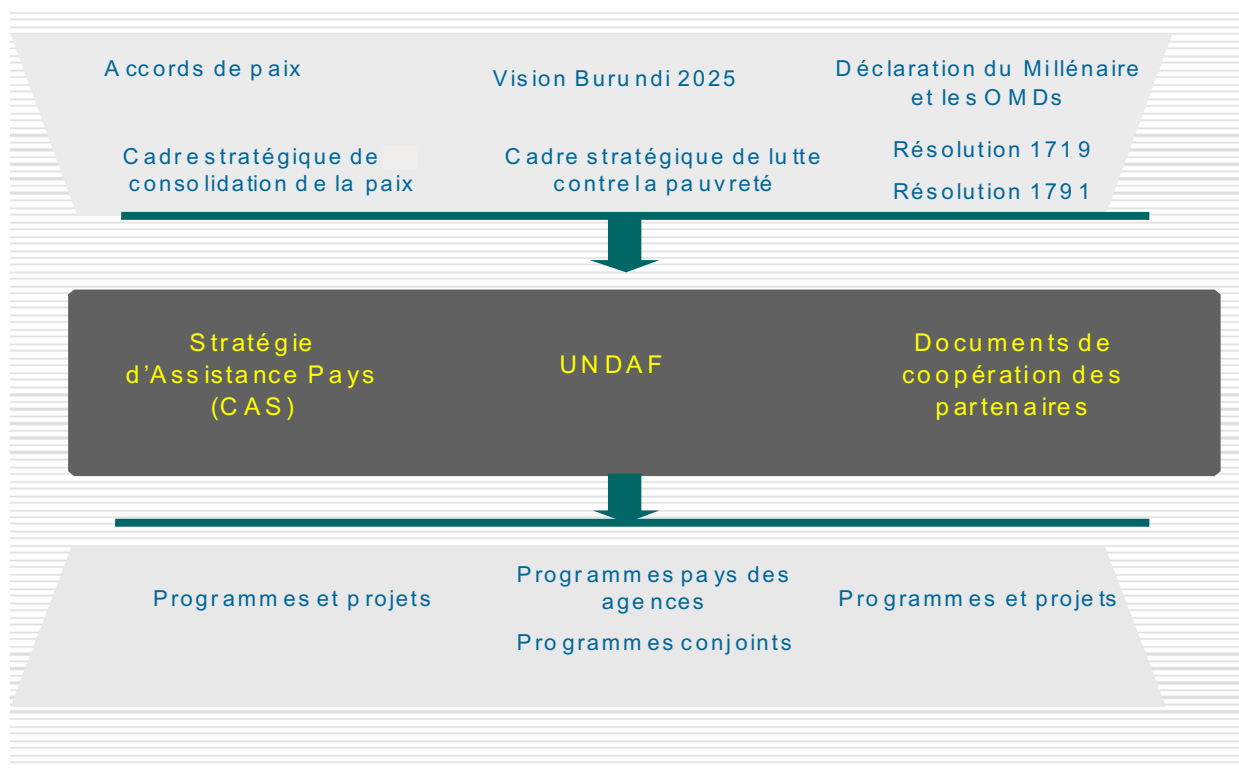 Accords de paix
Vision Burundi 2025
Déclaration du Millénaire
et les OMDs
Cadre stratégique de
consolidation de la paix
Cadre stratégique de lutte
contre la pauvreté
Résolution 1719
Résolution 1791
Stratégie
d’Assistance Pays
(CAS)
UNDAF
Documents de
coopération des
partenaires
Programmes et projets
Programmes pays des
agences
Programmes conjoints
Programmes et projets